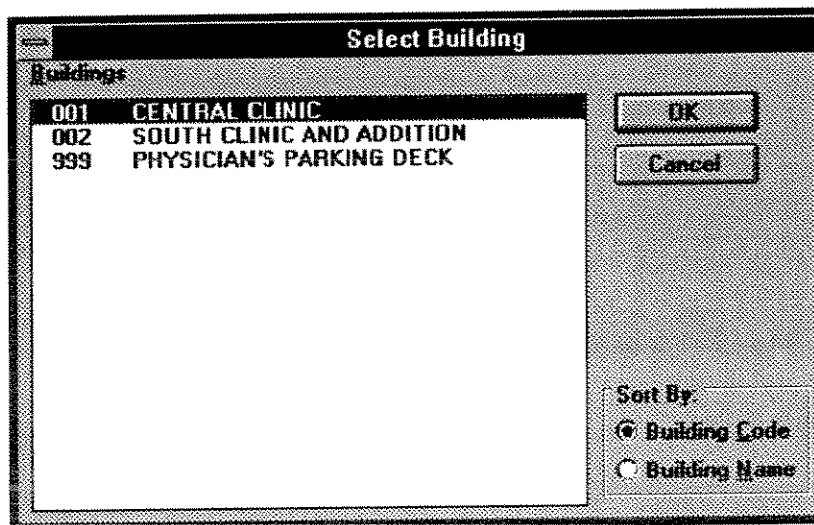 Select Building
Buildings
001 CENTRAL CLINIC
002 SOUTH CLINIC AND ADDITION
999 PHYSICIAN'S PARKING DECK
OK
Cancel
Sort By:
Building Code
Building Name